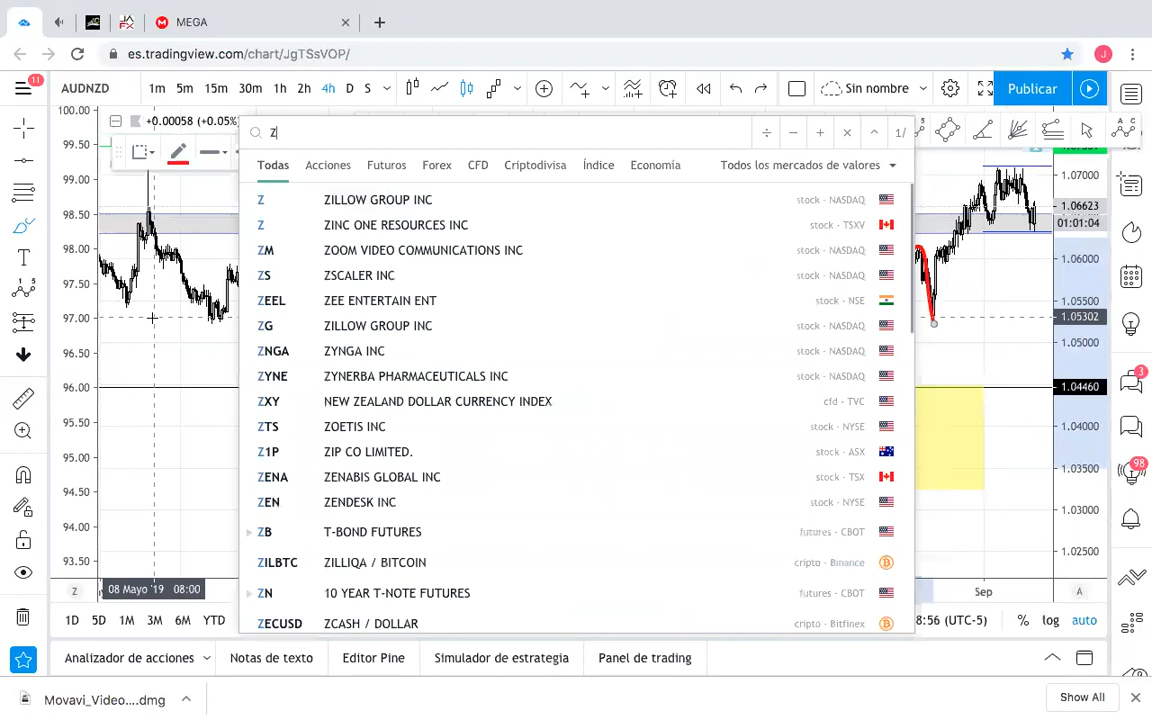 MEGA
es.tradingview.com/chart/JgTSsVOP/
J
11
AUDNZD
1m 5m 15m 30m 1h 2h 4h D S
Sin nombre
Publicar
100.00
+0.00058 (+0.05%)
Z
1/
Todas Acciones Futuros Forex CFD Criptodivisa Índice Economía Todos los mercados de valores
Z ZILLOW GROUP INC stock - NASDAQ
Z ZINC ONE RESOURCES INC stock - TSXV
ZM ZOOM VIDEO COMMUNICATIONS INC stock - NASDAQ
ZS ZSCALER INC stock - NASDAQ
ZEEL ZEE ENTERTAIN ENT stock - NSE
ZG ZILLOW GROUP INC stock - NASDAQ
ZNGA ZYNGA INC stock - NASDAQ
ZYNE ZYNERBA PHARMACEUTICALS INC stock - NASDAQ
ZXY NEW ZEALAND DOLLAR CURRENCY INDEX cfd - TVC
ZTS ZOETIS INC stock - NYSE
Z1P ZIP CO LIMITED. stock - ASX
ZENA ZENABIS GLOBAL INC stock - TSX
ZEN ZENDESK INC stock - NYSE
ZB T-BOND FUTURES futures - CBOT
ZILBTC ZILLIQA / BITCOIN cripto - Binance
ZN 10 YEAR T-NOTE FUTURES futures - CBOT
ZECUSD ZCASH / DOLLAR cripto - Bitfinex
99.50
99.00
98.50
98.00
97.50
97.00
96.50
96.00
95.50
95.00
94.50
94.00
93.50
1.07000
1.06623
01:01:04
1.06000
1.05500
1.05302
1.05000
1.04460
1.04000
1.03500
1.03000
1.02500
3
98
Z
08 Mayo '19 08:00
Sep
A
1D 5D 1M 3M 6M YTD
8:56 (UTC-5) % log auto
Analizador de acciones Notas de texto Editor Pine Simulador de estrategia Panel de trading
Movavi_Video....dmg
Show All